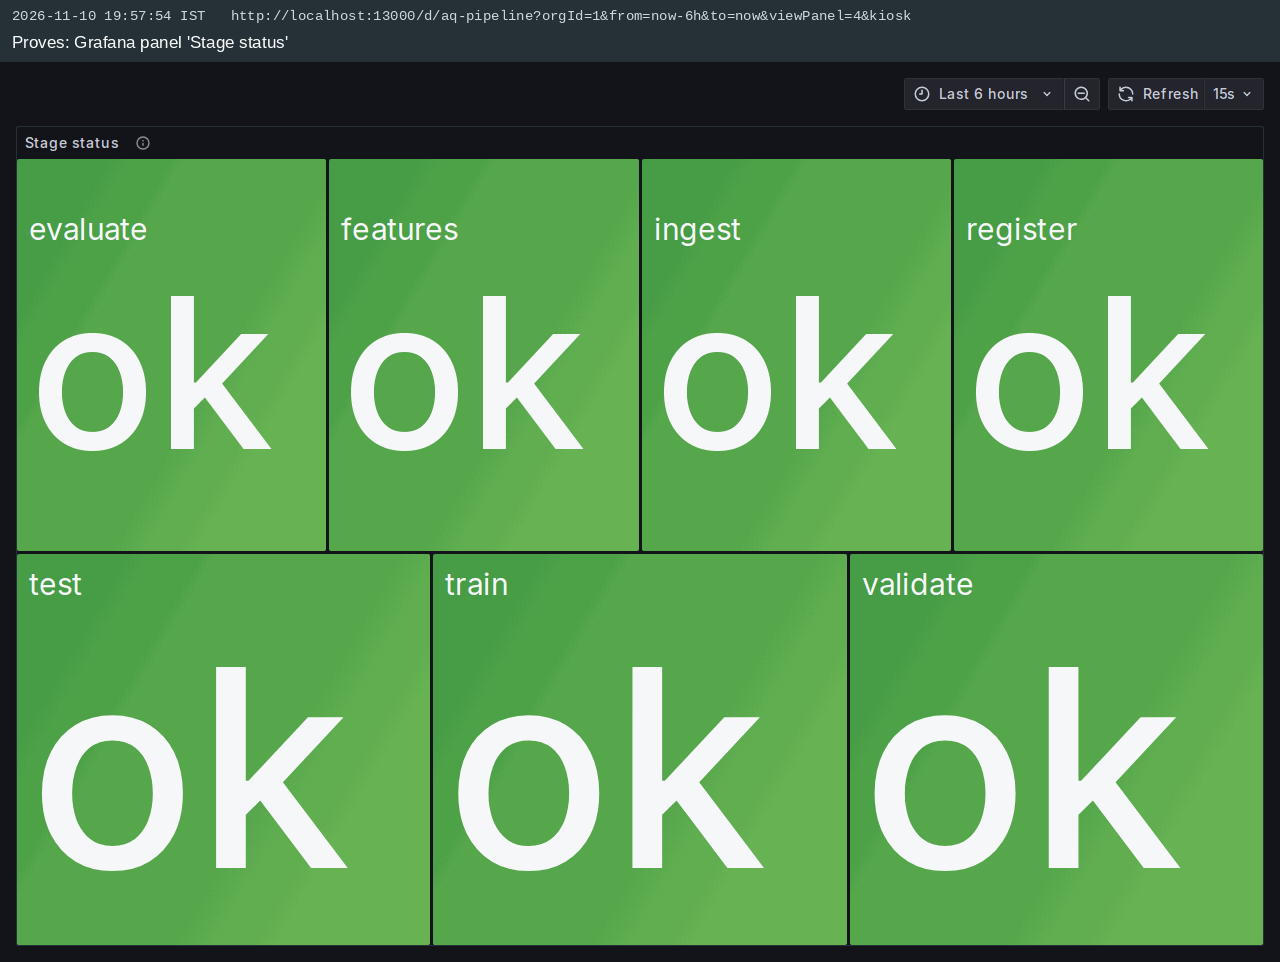 2026-11-10 19:57:54 IST http://localhost:13000/d/aq-pipeline?orgId=1&from=now-6h&to=now&viewPanel=4&kiosk
Proves: Grafana panel 'Stage status'
Last 6 hours
Refresh
15s
Stage status
evaluate
ok
features
ok
ingest
ok
register
ok
test
ok
train
ok
validate
ok